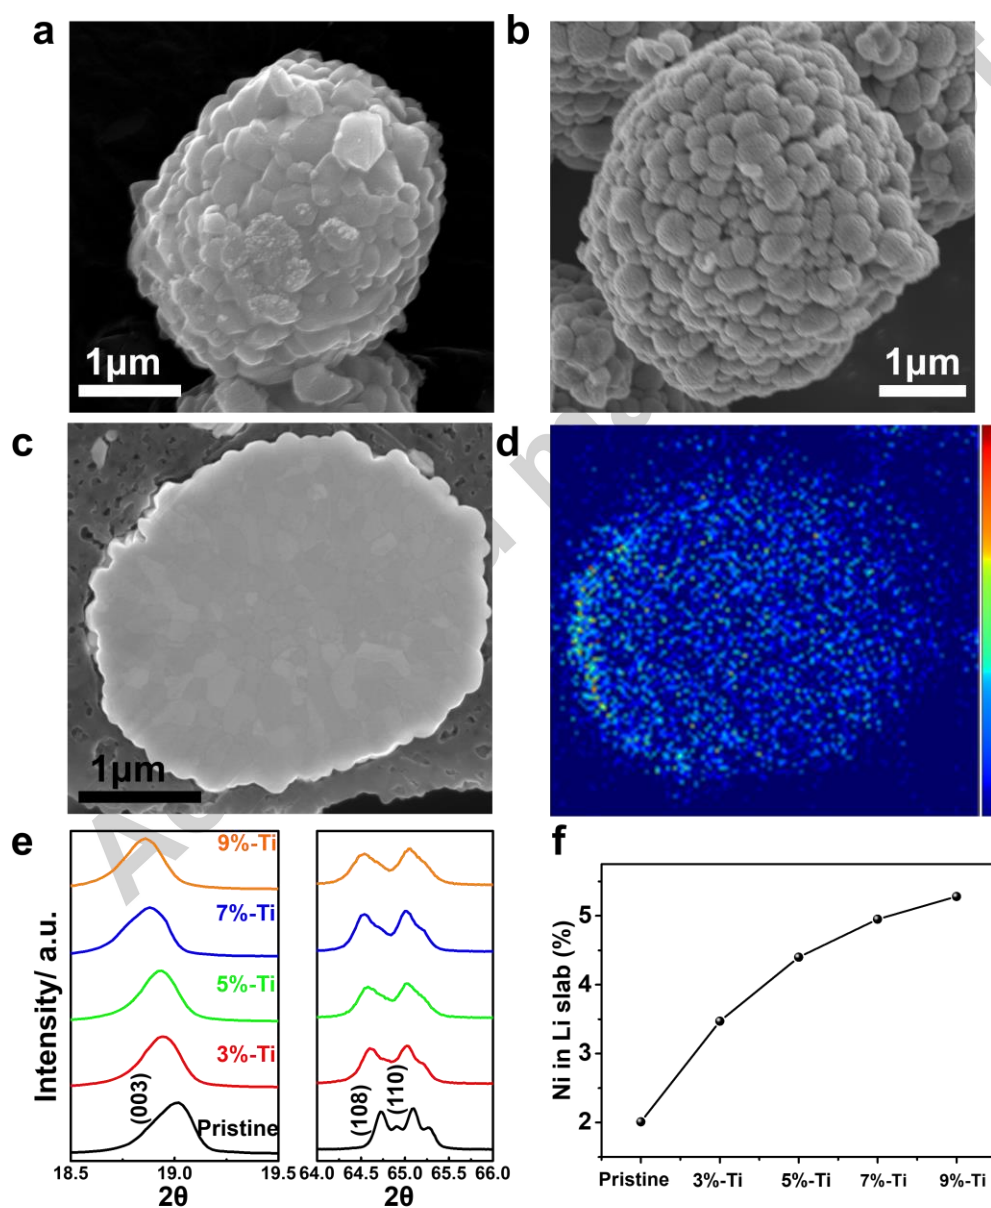 a
b
1μm
1μm
c
d
1μm
e
9%-Ti
7%-Ti
5%-Ti
3%-Ti
(003)
Pristine
(108)
(110)
Intensity/ a.u.
18.5 19.0 19.5
2θ
64.0 64.5 65.0 65.5 66.0
2θ
f
Ni in Li slab (%)
5
4
3
2
Pristine 3%-Ti 5%-Ti 7%-Ti 9%-Ti